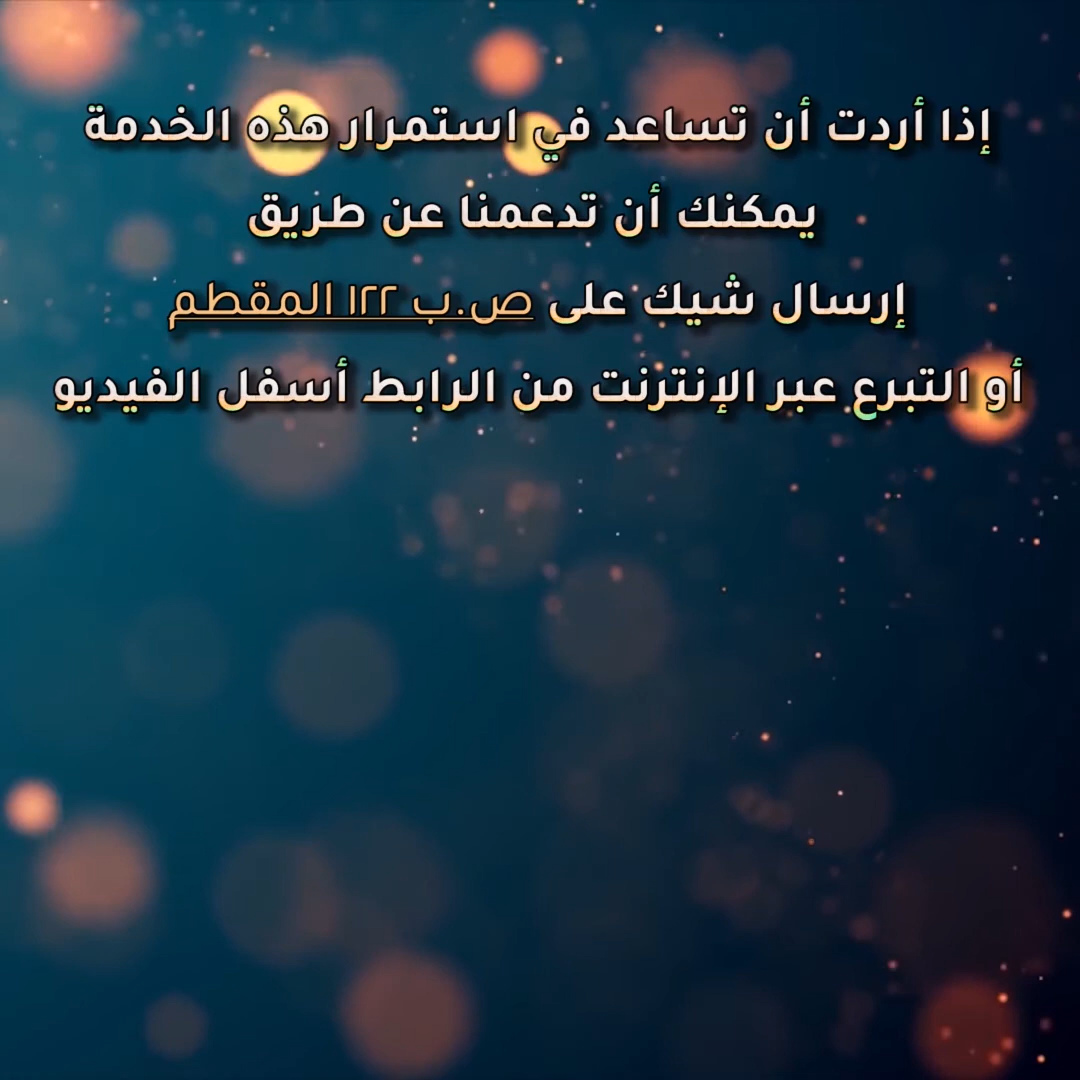 إذا أردت أن تساعد في استمرار هذه الخدمة
يمكنك أن تدعمنا عن طريق
إرسال شيك على ص.ب ١٢٢ المقطم
أو التبرع عبر الإنترنت من الرابط أسفل الفيديو